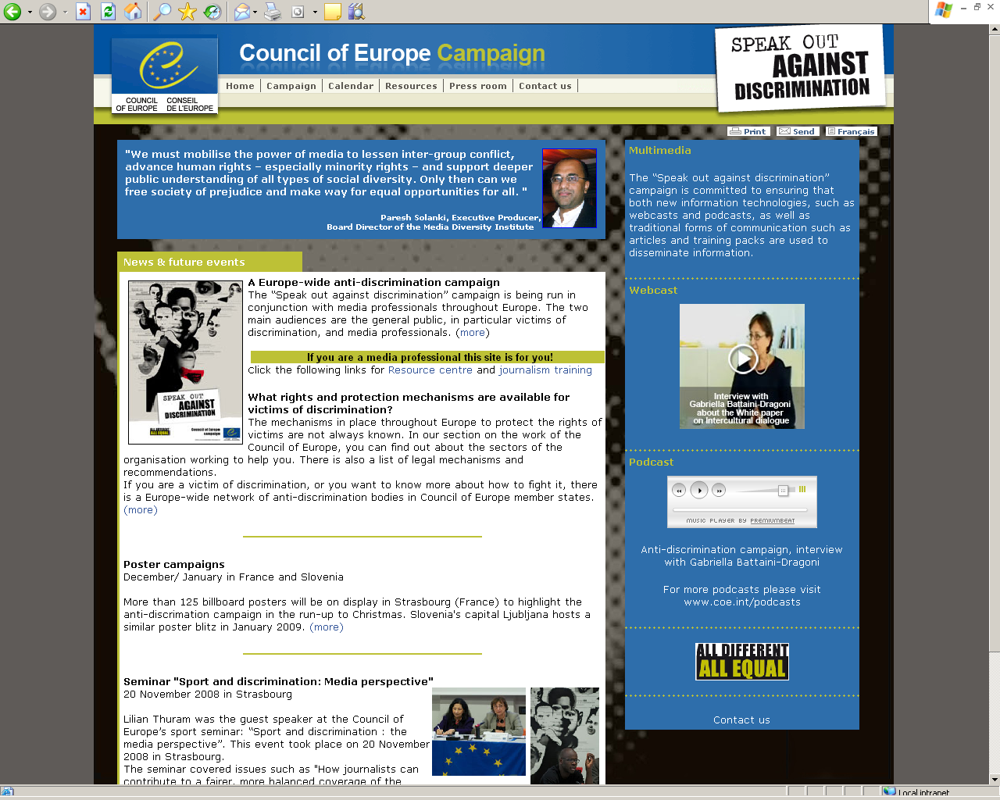 Council of Europe Campaign
SPEAK OUT
AGAINST
DISCRIMINATION
COUNCIL OF EUROPE
CONSEIL DE L'EUROPE
Home
Campaign
Calendar
Resources
Press room
Contact us
Print
Send
Français
"We must mobilise the power of media to lessen inter-group conflict,
advance human rights – especially minority rights – and support deeper
public understanding of all types of social diversity. Only then can we
free society of prejudice and make way for equal opportunities for all. "
Paresh Solanki, Executive Producer,
Board Director of the Media Diversity Institute
News & future events
SPEAK OUT
AGAINST
DISCRIMINATION
ALL DIFFERENT
ALL EQUAL
Council of Europe
campaign
A Europe-wide anti-discrimination campaign
The “Speak out against discrimination” campaign is being run in
conjunction with media professionals throughout Europe. The two
main audiences are the general public, in particular victims of
discrimination, and media professionals. (more)
If you are a media professional this site is for you!
Click the following links for Resource centre and journalism training
What rights and protection mechanisms are available for
victims of discrimination?
The mechanisms in place throughout Europe to protect the rights of
victims are not always known. In our section on the work of the
Council of Europe, you can find out about the sectors of the
organisation working to help you. There is also a list of legal mechanisms and
recommendations.
If you are a victim of discrimination, or you want to know more about how to fight it, there
is a Europe-wide network of anti-discrimination bodies in Council of Europe member states.
(more)
Poster campaigns
December/ January in France and Slovenia
More than 125 billboard posters will be on display in Strasbourg (France) to highlight the
anti-discrimation campaign in the run-up to Christmas. Slovenia's capital Ljubljana hosts a
similar poster blitz in January 2009. (more)
Seminar "Sport and discrimination: Media perspective"
20 November 2008 in Strasbourg
Lilian Thuram was the guest speaker at the Council of
Europe’s sport seminar: “Sport and discrimination : the
media perspective”. This event took place on 20 November
2008 in Strasbourg.
The seminar covered issues such as "How journalists can
contribute to a fairer, more balanced coverage of the
Multimedia
The “Speak out against discrimination”
campaign is committed to ensuring that
both new information technologies, such as
webcasts and podcasts, as well as
traditional forms of communication such as
articles and training packs are used to
disseminate information.
Webcast
Interview with
Gabriella Battaini-Dragoni
about the White paper
on Intercultural dialogue
Podcast
MUSIC PLAYER BY PREMIUMBEAT
Anti-discrimination campaign, interview
with Gabriella Battaini-Dragoni
For more podcasts please visit
www.coe.int/podcasts
ALL DIFFERENT
ALL EQUAL
Contact us
Local intranet